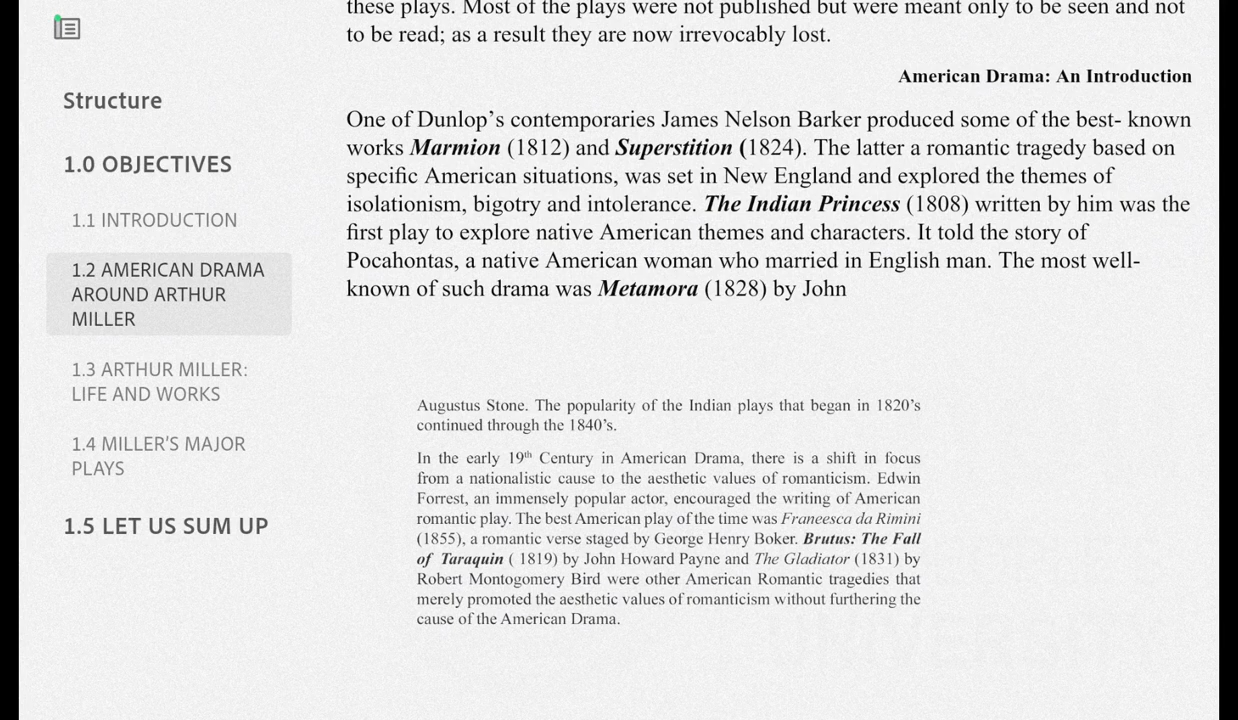 these plays. Most of the plays were not published but were meant only to be seen and not
to be read; as a result they are now irrevocably lost.
American Drama: An Introduction
Structure
1.0 OBJECTIVES
1.1 INTRODUCTION
1.2 AMERICAN DRAMA
AROUND ARTHUR
MILLER
1.3 ARTHUR MILLER:
LIFE AND WORKS
1.4 MILLER'S MAJOR
PLAYS
1.5 LET US SUM UP
One of Dunlop's contemporaries James Nelson Barker produced some of the best- known
works Marmion (1812) and Superstition (1824). The latter a romantic tragedy based on
specific American situations, was set in New England and explored the themes of
isolationism, bigotry and intolerance. The Indian Princess (1808) written by him was the
first play to explore native American themes and characters. It told the story of
Pocahontas, a native American woman who married in English man. The most well-
known of such drama was Metamora (1828) by John
Augustus Stone. The popularity of the Indian plays that began in 1820's
continued through the 1840's.
In the early 19th Century in American Drama, there is a shift in focus
from a nationalistic cause to the aesthetic values of romanticism. Edwin
Forrest, an immensely popular actor, encouraged the writing of American
romantic play. The best American play of the time was Franeesca da Rimini
(1855), a romantic verse staged by George Henry Boker. Brutus: The Fall
of Taraquin ( 1819) by John Howard Payne and The Gladiator (1831) by
Robert Montogomery Bird were other American Romantic tragedies that
merely promoted the aesthetic values of romanticism without furthering the
cause of the American Drama.